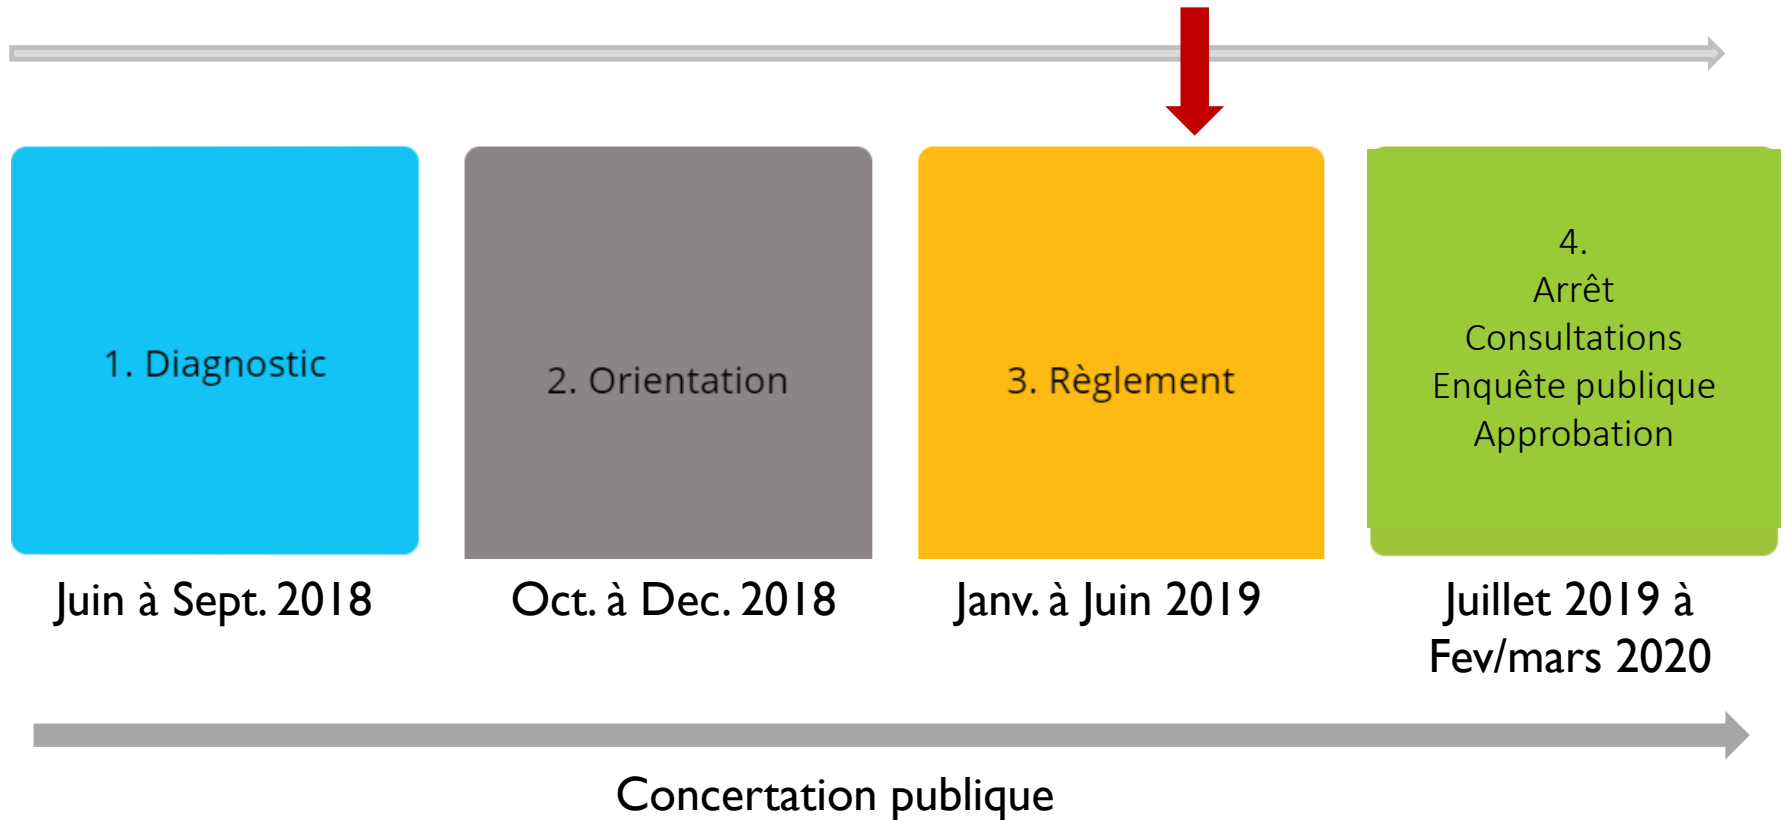 1. Diagnostic
2. Orientation
3. Règlement
4.
Arrêt
Consultations
Enquête publique
Approbation
Juin à Sept. 2018
Oct. à Dec. 2018
Janv. à Juin 2019
Juillet 2019 à
Fev/mars 2020
Concertation publique